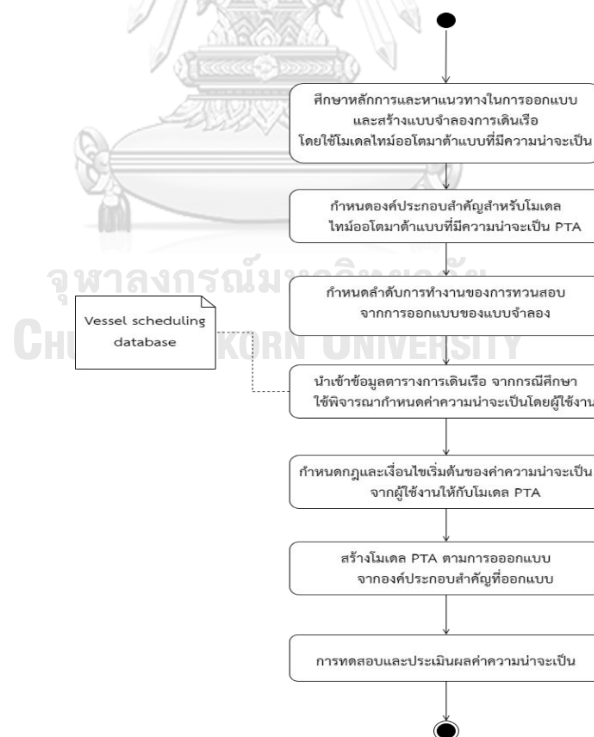 ศึกษาหลักการและหาแนวทางในการออกแบบ
และสร้างแบบจำลองการเดินเรือ
โดยใช้โมเดลไทม์ออโตมาต้าแบบที่มีความน่าจะเป็น
กำหนดองค์ประกอบสำคัญสำหรับโมเดล
ไทม์ออโตมาต้าแบบที่มีความน่าจะเป็น PTA
กำหนดลำดับการทำงานของการทวนสอบ
จากการออกแบบของแบบจำลอง
Vessel scheduling
database
นำเข้าข้อมูลตารางการเดินเรือ จากกรณีศึกษา
ใช้พิจารณากำหนดค่าความน่าจะเป็นโดยผู้ใช้งาน
กำหนดกฎและเงื่อนไขเริ่มต้นของค่าความน่าจะเป็น
จากผู้ใช้งานให้กับโมเดล PTA
สร้างโมเดล PTA ตามการอออกแบบ
จากองค์ประกอบสำคัญที่ออกแบบ
การทดสอบและประเมินผลค่าความน่าจะเป็น